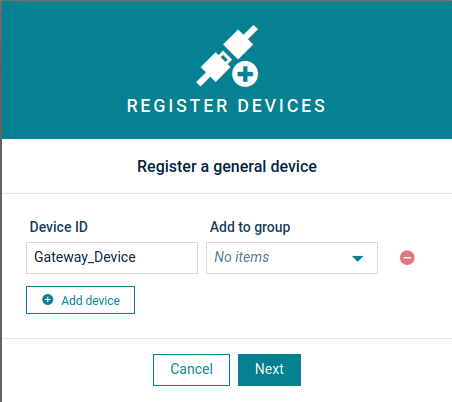 REGISTER DEVICES
Register a general device
Device ID Add to group
Gateway_Device No items
Add device
Cancel Next